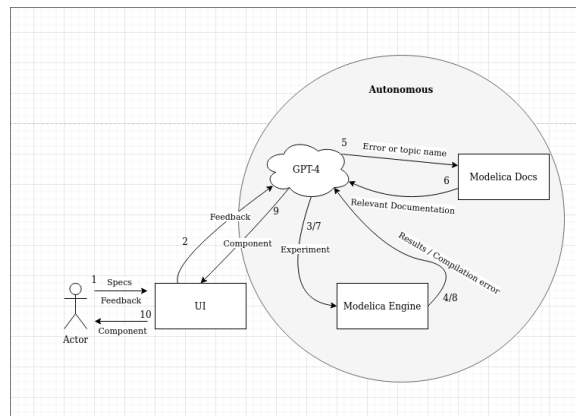 Autonomous
5
Error or topic name
GPT-4
Modelica Docs
6
Relevant Documentation
9
Feedback
3/7
2
Component
Experiment
Results / Compilation error
1
Specs
Feedback
UI
Modelica Engine
4/8
10
Component
Actor